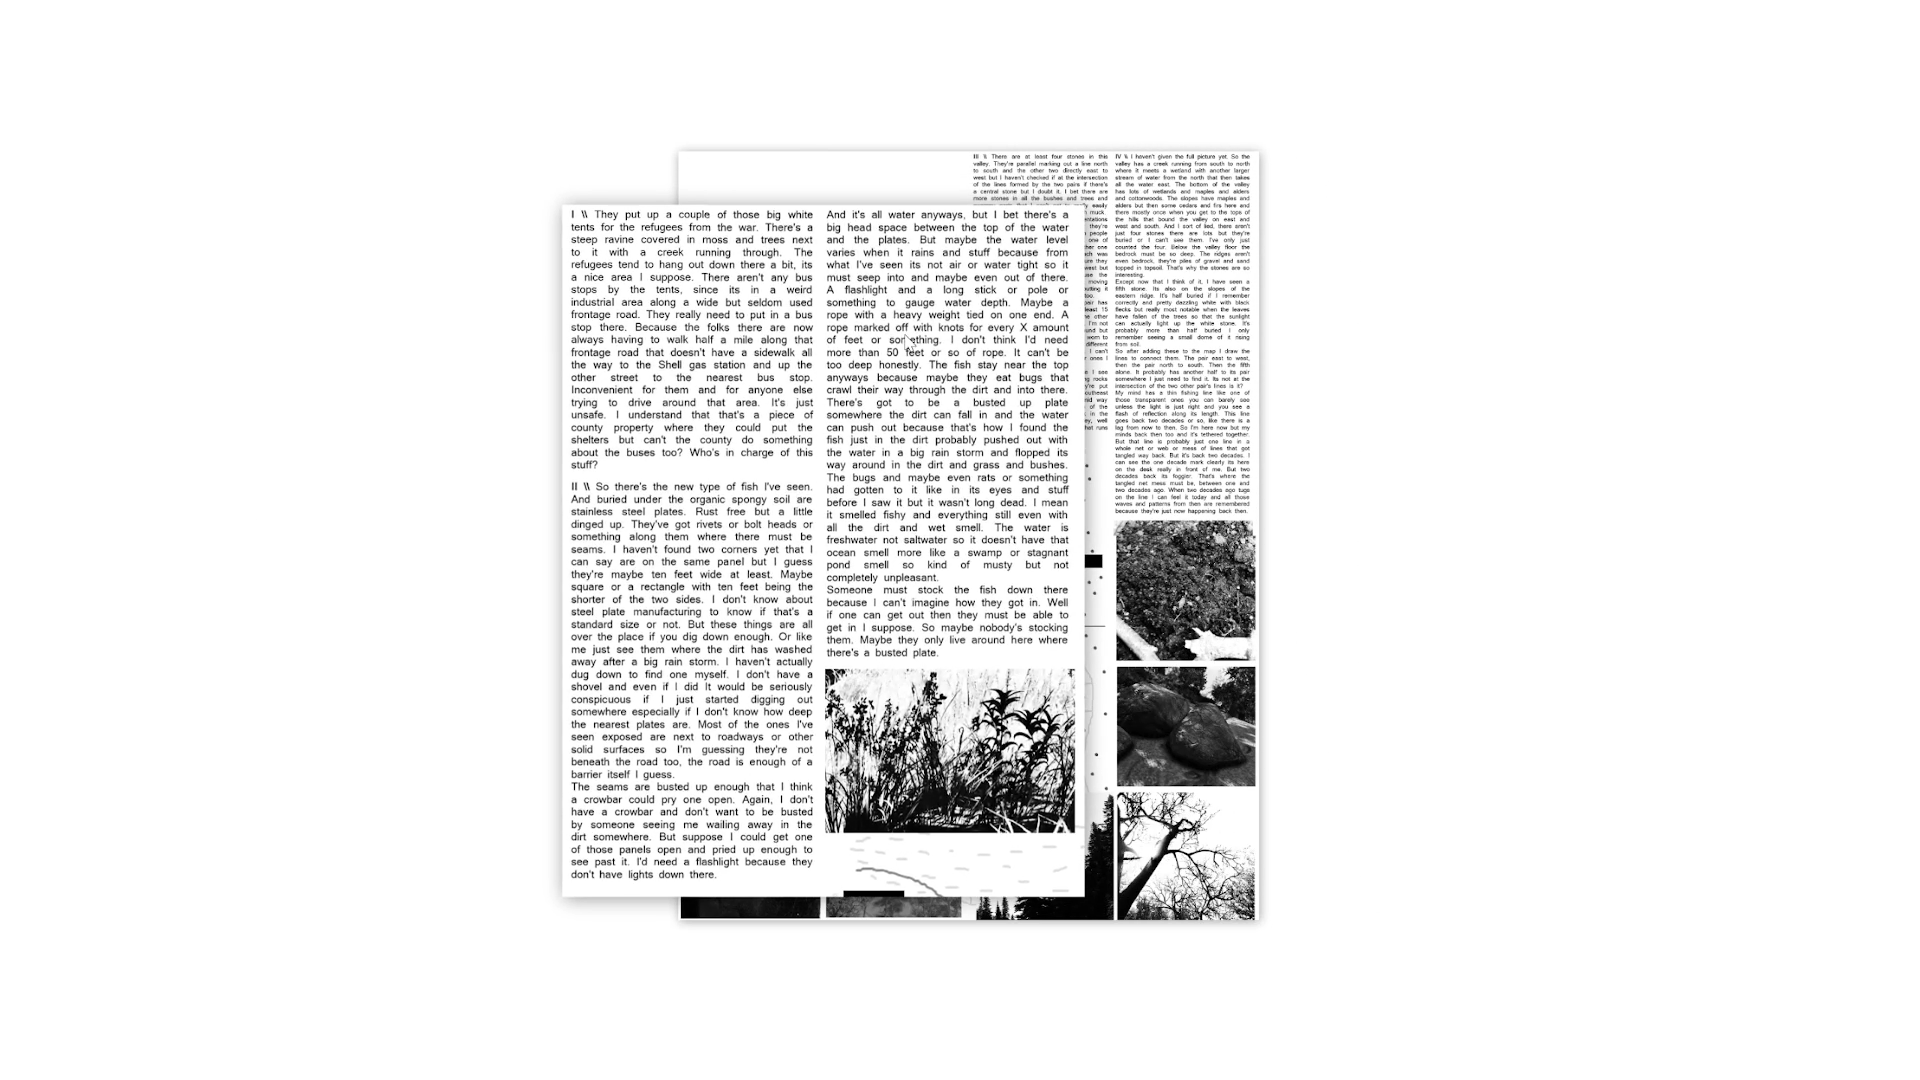 I \\ They put up a couple of those big white
tents for the refugees from the war. There's a
steep ravine covered in moss and trees next
to it with a creek running through. The
refugees tend to hang out down there a bit, its
a nice area I suppose. There aren't any bus
stops by the tents, since its in a weird
industrial area along a wide but seldom used
frontage road. They really need to put in a bus
stop there. Because the folks there are now
always having to walk half a mile along that
frontage road that doesn't have a sidewalk all
the way to the Shell gas station and up the
other street to the nearest bus stop.
Inconvenient for them and for anyone else
trying to drive around that area. It's just
unsafe. I understand that that's a piece of
county property where they could put the
shelters but can't the county do something
about the buses too? Who's in charge of this
stuff?
II \\ So there's the new type of fish I've seen.
And buried under the organic spongy soil are
stainless steel plates. Rust free but a little
dinged up. They've got rivets or bolt heads or
something along them where there must be
seams. I haven't found two corners yet that I
can say are on the same panel but I guess
they're maybe ten feet wide at least. Maybe
square or a rectangle with ten feet being the
shorter of the two sides. I don't know about
steel plate manufacturing to know if that's a
standard size or not. But these things are all
over the place if you dig down enough. Or like
me just see them where the dirt has washed
away after a big rain storm. I haven't actually
dug down to find one myself. I don't have a
shovel and even if I did It would be seriously
conspicuous if I just started digging out
somewhere especially if I don't know how deep
the nearest plates are. Most of the ones I've
seen exposed are next to roadways or other
solid surfaces so I'm guessing they're not
beneath the road too, the road is enough of a
barrier itself I guess.
The seams are busted up enough that I think
a crowbar could pry one open. Again, I don't
have a crowbar and don't want to be busted
by someone seeing me wailing away in the
dirt somewhere. But suppose I could get one
of those panels open and pried up enough to
see past it. I'd need a flashlight because they
don't have lights down there.
And it's all water anyways, but I bet there's a
big head space between the top of the water
and the plates. But maybe the water level
varies when it rains and stuff because from
what I've seen its not air or water tight so it
must seep into and maybe even out of there.
A flashlight and a long stick or pole or
something to gauge water depth. Maybe a
rope with a heavy weight tied on one end. A
rope marked off with knots for every X amount
of feet or something. I don't think I'd need
more than 50 feet or so of rope. It can't be
too deep honestly. The fish stay near the top
anyways because maybe they eat bugs that
crawl their way through the dirt and into there.
There's got to be a busted up plate
somewhere the dirt can fall in and the water
can push out because that's how I found the
fish just in the dirt probably pushed out with
the water in a big rain storm and flopped its
way around in the dirt and grass and bushes.
The bugs and maybe even rats or something
had gotten to it like in its eyes and stuff
before I saw it but it wasn't long dead. I mean
it smelled fishy and everything still even with
all the dirt and wet smell. The water is
freshwater not saltwater so it doesn't have that
ocean smell more like a swamp or stagnant
pond smell so kind of musty but not
completely unpleasant.
Someone must stock the fish down there
because I can't imagine how they got in. Well
if one can get out then they must be able to
get in I suppose. So maybe nobody's stocking
them. Maybe they only live around here where
there's a busted plate.
III \\ There are at least four stones in this
valley. They're parallel marking out a line north
to south and the other two directly east to
west but I haven't checked if at the intersection
of the lines formed by the two pairs if there's
a central stone but I doubt it. I bet there are
more stones in all the bushes and trees and
easily
muck.
they're
people
one of
other one
was
they
west but
use the
moving
too.
pair has
least 15
other
I'm not
but
worn to
different
I can't
ones I
I see
rocks
put
way
of the
in the
well
that runs
IV \\ I haven't given the full picture yet. So the
valley has a creek running from south to north
where it meets a wetland with another larger
stream of water from the north that then takes
all the water east. The bottom of the valley
has lots of wetlands and maples and alders
and cottonwoods. The slopes have maples and
alders but then some cedars and firs here and
there mostly once you get to the tops of
the hills that bound the valley on east and
west and south. And I sort of lied, there aren't
just four stones there are lots but they're
buried or I can't see them. I've only just
counted the four. Below the valley floor the
bedrock must be so deep. The ridges aren't
even bedrock, they're piles of gravel and sand
topped in topsoil. That's why the stones are so
interesting.
Except now that I think of it, I have seen a
fifth stone. Its also on the slopes of the
eastern ridge. It's half buried if I remember
correctly and pretty dazzling white with black
flecks but really most notable when the leaves
have fallen of the trees so that the sunlight
can actually light up the white stone. It's
probably more than half buried I only
remember seeing a small dome of it rising
from soil.
So after adding these to the map I draw the
lines to connect them. The pair east to west,
then the pair north to south. Then the fifth
alone. It probably has another half to its pair
somewhere I just need to find it. Its not at the
intersection of the two other pair's lines is it?
My mind has a thin fishing line like one of
those transparent ones you can barely see
unless the light is just right and you see a
flash of reflection along its length. This line
goes back two decades or so, like there is a
lag from now to then. So I'm here now but my
minds back then too and it's tethered together.
But that line is probably just one line in a
whole net or web or mess of lines that got
tangled way back. But it's back two decades. I
can see the one decade mark clearly its here
on the desk really in front of me. But two
decades back its foggier. That's where the
tangled net mess must be, between one and
two decades ago. When two decades ago tugs
on the line I can feel it today and all those
waves and patterns from then are remembered
because they're just now happening back then.